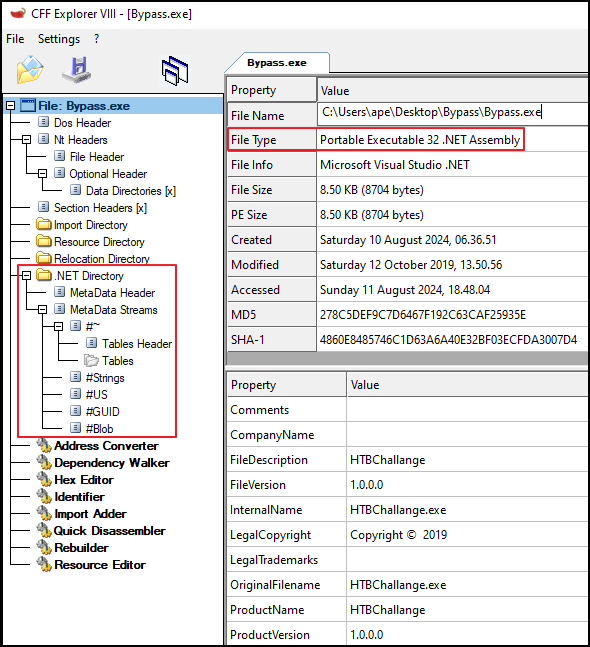 CFF Explorer VIII - [Bypass.exe]
File Settings ?
Bypass.exe
File: Bypass.exe
Dos Header
Nt Headers
File Header
Optional Header
Data Directories [x]
Section Headers [x]
Import Directory
Resource Directory
Relocation Directory
.NET Directory
MetaData Header
MetaData Streams
#~
Tables Header
Tables
#Strings
#US
#GUID
#Blob
Address Converter
Dependency Walker
Hex Editor
Identifier
Import Adder
Quick Disassembler
Rebuilder
Resource Editor
Property Value
File Name C:\Users\ape\Desktop\Bypass\Bypass.exe
File Type Portable Executable 32 .NET Assembly
File Info Microsoft Visual Studio .NET
File Size 8.50 KB (8704 bytes)
PE Size 8.50 KB (8704 bytes)
Created Saturday 10 August 2024, 06.36.51
Modified Saturday 12 October 2019, 13.50.56
Accessed Sunday 11 August 2024, 18.48.04
MD5 278C5DEF9C7D6467F192C63CAF25935E
SHA-1 4860E8485746C1D63A6A40E32BF03ECFDA3007D4
Property Value
Comments
CompanyName
FileDescription HTBChallange
FileVersion 1.0.0.0
InternalName HTBChallange.exe
LegalCopyright Copyright © 2019
LegalTrademarks
OriginalFilename HTBChallange.exe
ProductName HTBChallange
ProductVersion 1.0.0.0